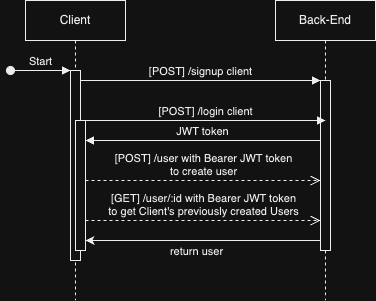 Client
Back-End
Start
[POST] /signup client
[POST] /login client
JWT token
[POST] /user with Bearer JWT token
to create user
[GET] /user/:id with Bearer JWT token
to get Client's previously created Users
return user